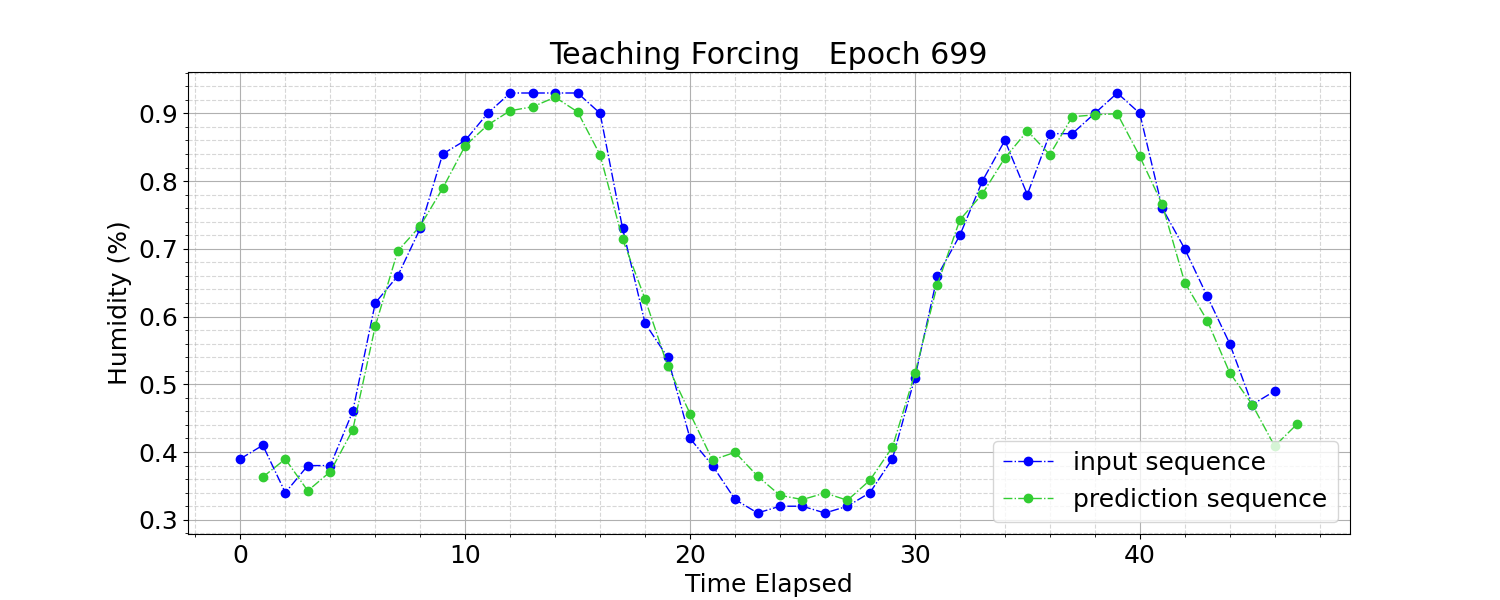 Teaching Forcing   Epoch 699
0.9
0.8
0.7
0.6
0.5
0.4
0.3
Humidity (%)
0 10 20 30 40
Time Elapsed
input sequence
prediction sequence